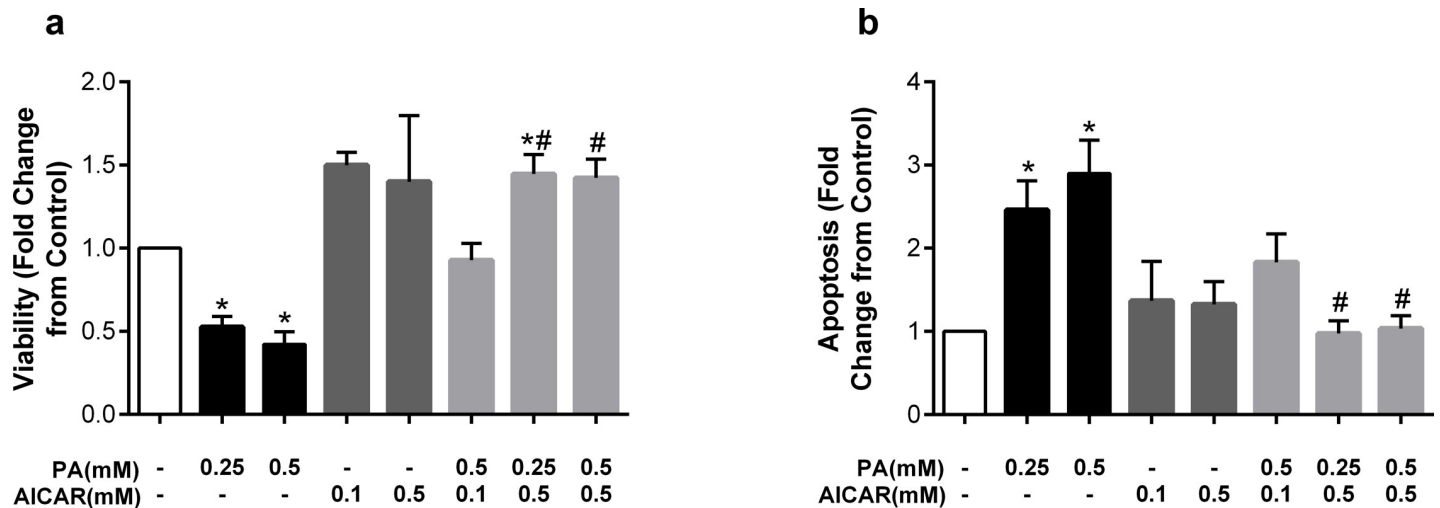 a
Viability (Fold Change
from Control)
2.0
1.5
1.0
0.5
0.0
* * *# #
PA(mM) - 0.25 0.5 - - 0.5 0.25 0.5
AICAR(mM) - - - 0.1 0.5 0.1 0.5 0.5
b
Apoptosis (Fold
Change from Control)
4
3
2
1
0
* * # #
PA(mM) - 0.25 0.5 - - 0.5 0.25 0.5
AICAR(mM) - - - 0.1 0.5 0.1 0.5 0.5